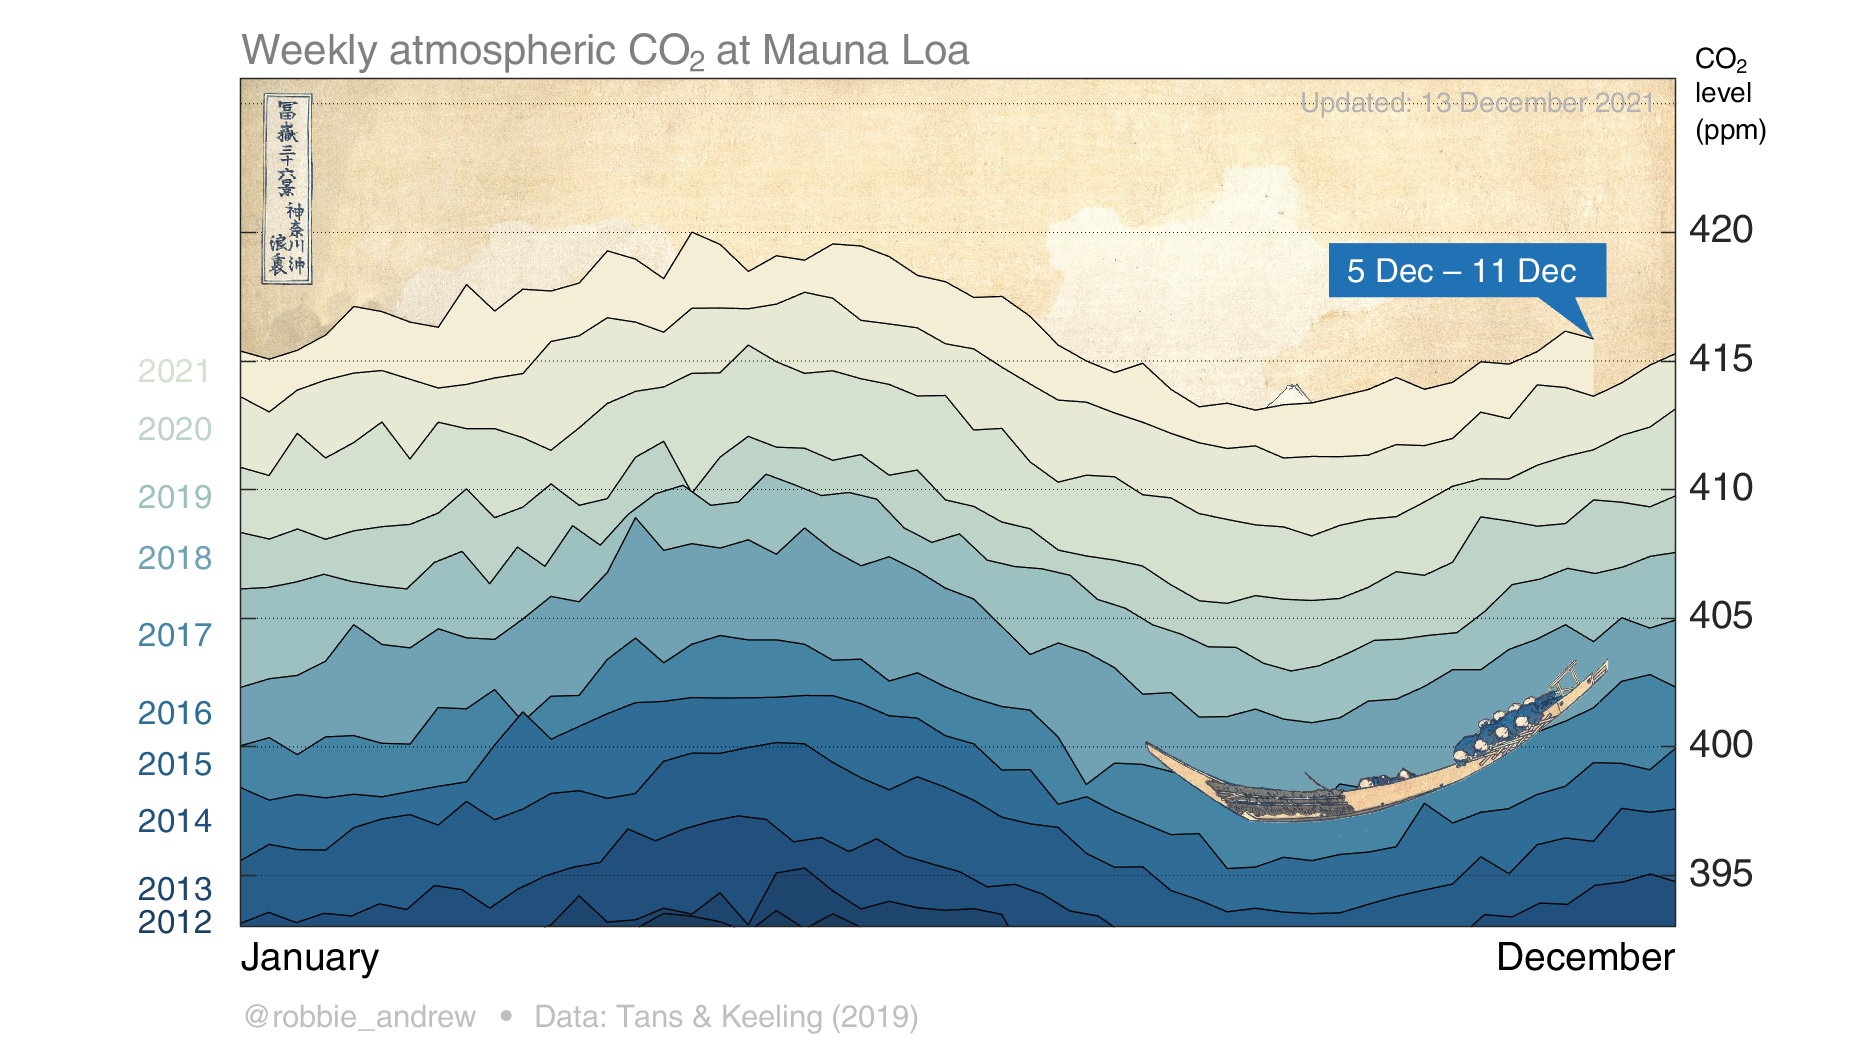 Weekly atmospheric CO₂ at Mauna Loa
CO₂
level
(ppm)
Updated: 13 December 2021
冨嶽三十六景
神奈川沖
浪裏
420
5 Dec – 11 Dec
415
2021
2020
410
2019
2018
405
2017
2016
400
2015
2014
395
2013
2012
January
December
@robbie_andrew • Data: Tans & Keeling (2019)